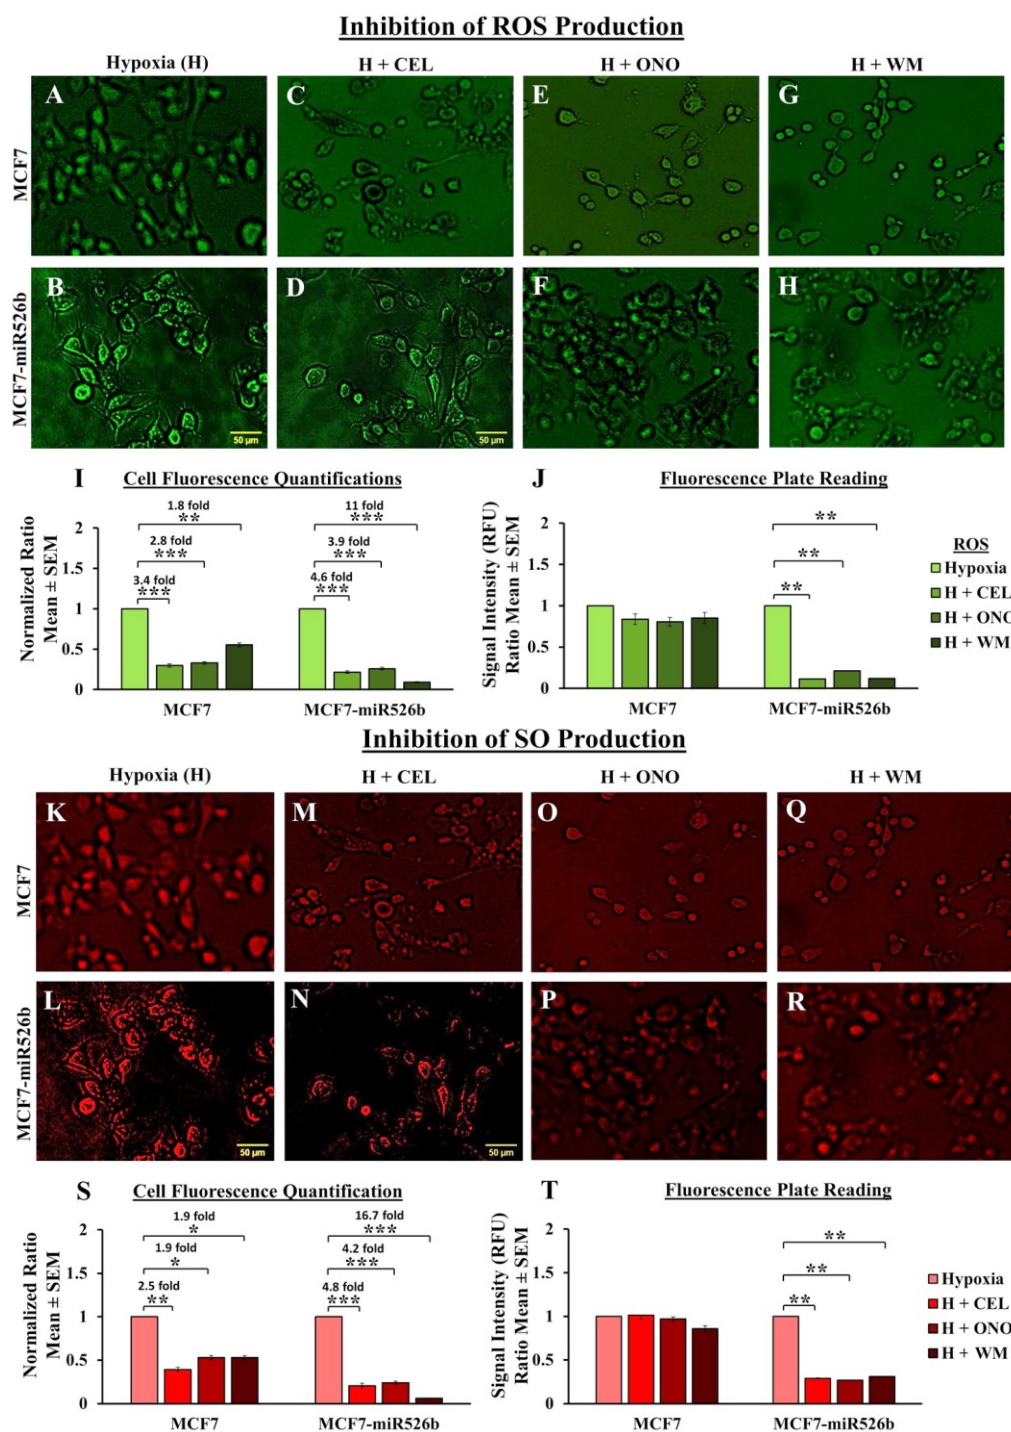 Inhibition of ROS Production
Hypoxia (H)
H + CEL
H + ONO
H + WM
MCF7
A
C
E
G
MCF7-miR526b
B
D
F
H
50 µm
50 µm
I
Cell Fluorescence Quantifications
Normalized Ratio
Mean ± SEM
2
1.5
1
0.5
0
1.8 fold
**
2.8 fold
***
3.4 fold
***
11 fold
***
3.9 fold
***
4.6 fold
***
MCF7
MCF7-miR526b
J
Fluorescence Plate Reading
Signal Intensity (RFU)
Ratio Mean ± SEM
2
1.5
1
0.5
0
**
**
**
MCF7
MCF7-miR526b
ROS
Hypoxia
H + CEL
H + ONO
H + WM
Inhibition of SO Production
Hypoxia (H)
H + CEL
H + ONO
H + WM
MCF7
K
M
O
Q
MCF7-miR526b
L
N
P
R
50 µm
50 µm
S
Cell Fluorescence Quantification
Normalized Ratio
Mean ± SEM
2
1.5
1
0.5
0
1.9 fold
*
1.9 fold
*
2.5 fold
**
16.7 fold
***
4.2 fold
***
4.8 fold
***
MCF7
MCF7-miR526b
T
Fluorescence Plate Reading
Signal Intensity (RFU)
Ratio Mean ± SEM
2
1.5
1
0.5
0
**
**
**
MCF7
MCF7-miR526b
Hypoxia
H + CEL
H + ONO
H + WM